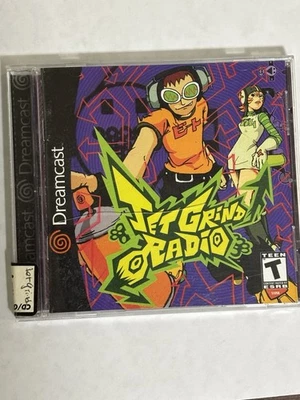 Dreamcast
Dreamcast
JET GRIND
RADIO
TEEN
T
ESRB